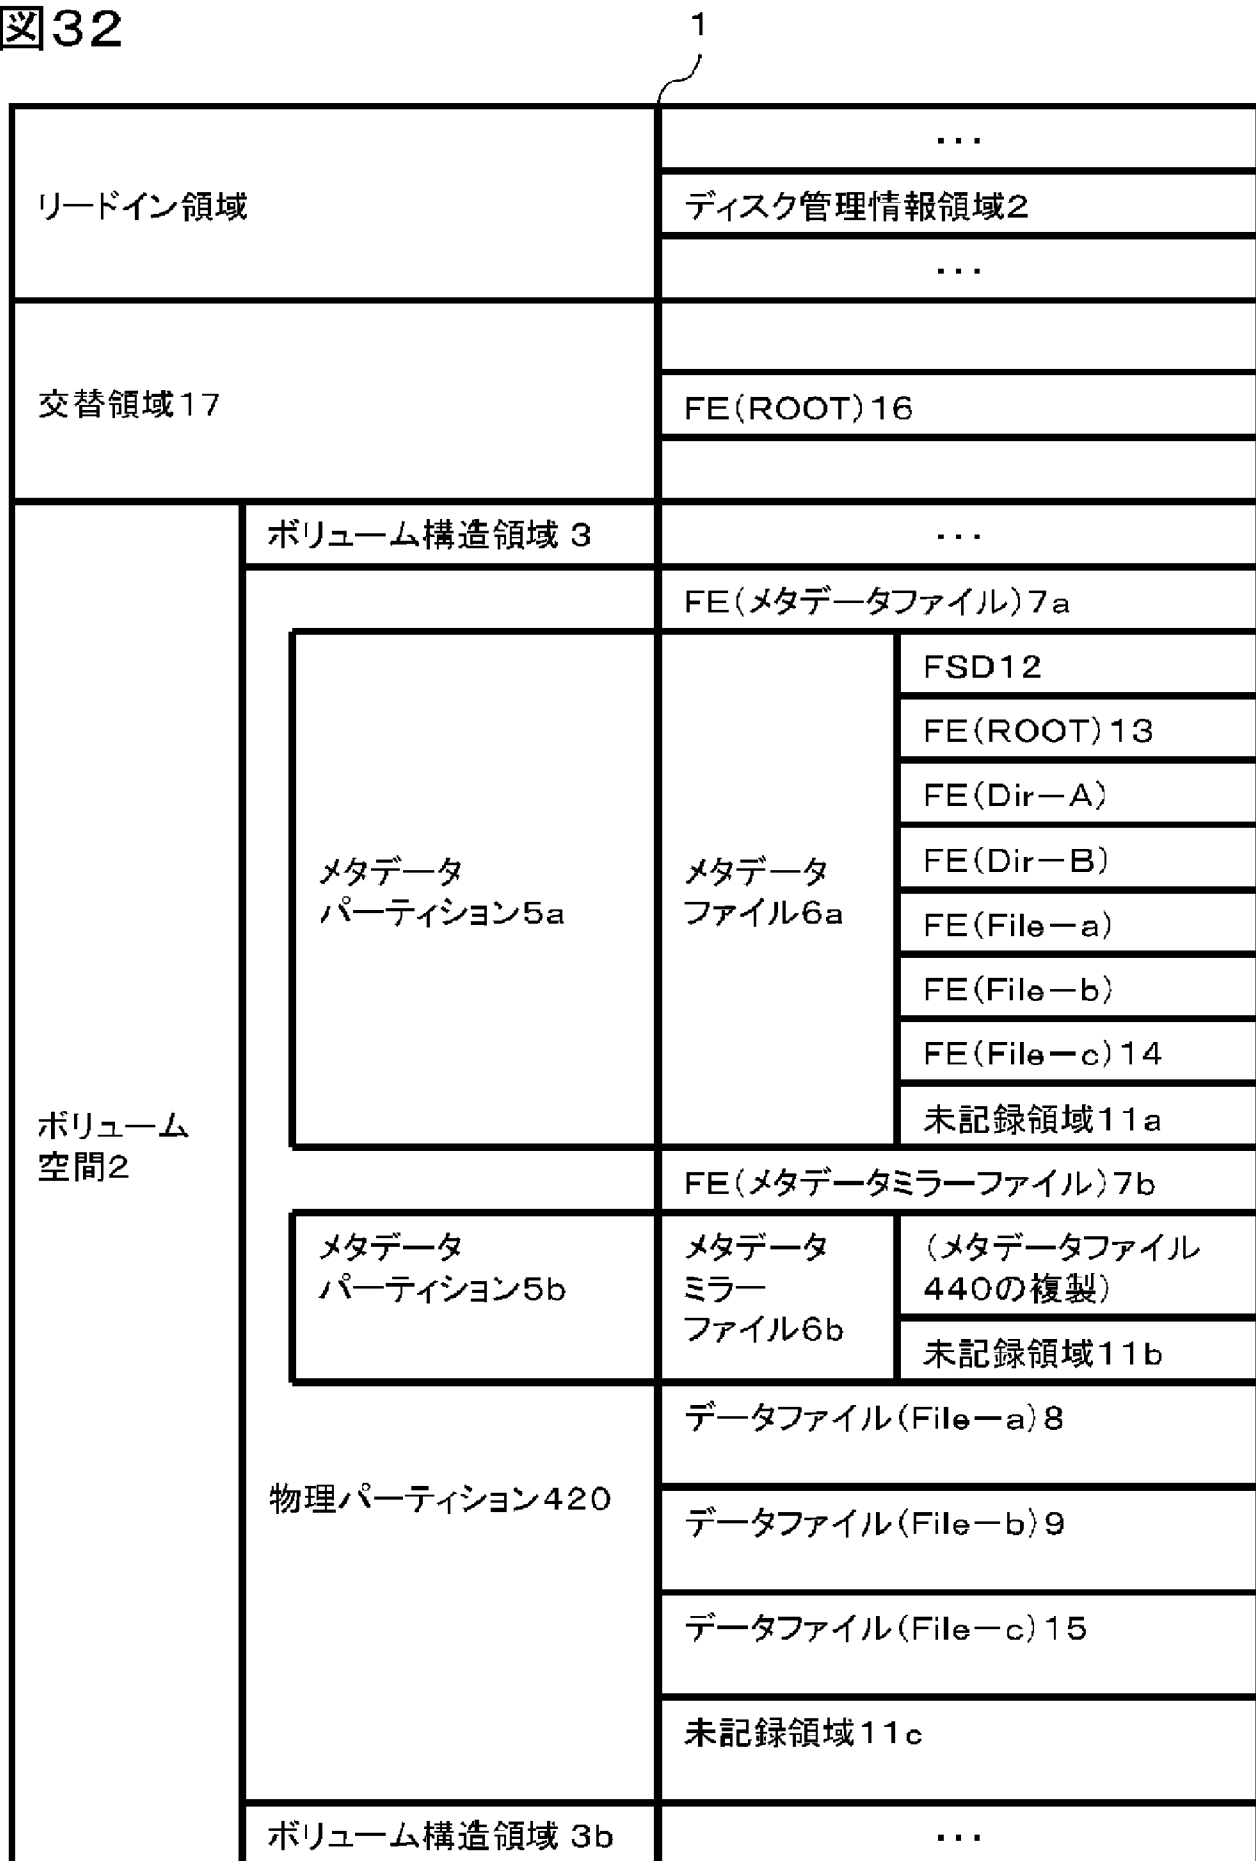 図32
1
・・・
リードイン領域
ディスク管理情報領域2
・・・
交替領域17
FE(ROOT)16
ボリューム構造領域 3
・・・
FE(メタデータファイル)7a
FSD12
FE(ROOT)13
FE(Dir－A)
FE(Dir－B)
メタデータ
パーティション5a
メタデータ
ファイル6a
FE(File－a)
FE(File－b)
FE(File－c)14
未記録領域11a
ボリューム
空間2
FE(メタデータミラーファイル)7b
メタデータ
パーティション5b
メタデータ
ミラー
ファイル6b
(メタデータファイル
440の複製)
未記録領域11b
データファイル(File－a)8
物理パーティション420
データファイル(File－b)9
データファイル(File－c)15
未記録領域11c
ボリューム構造領域 3b
・・・